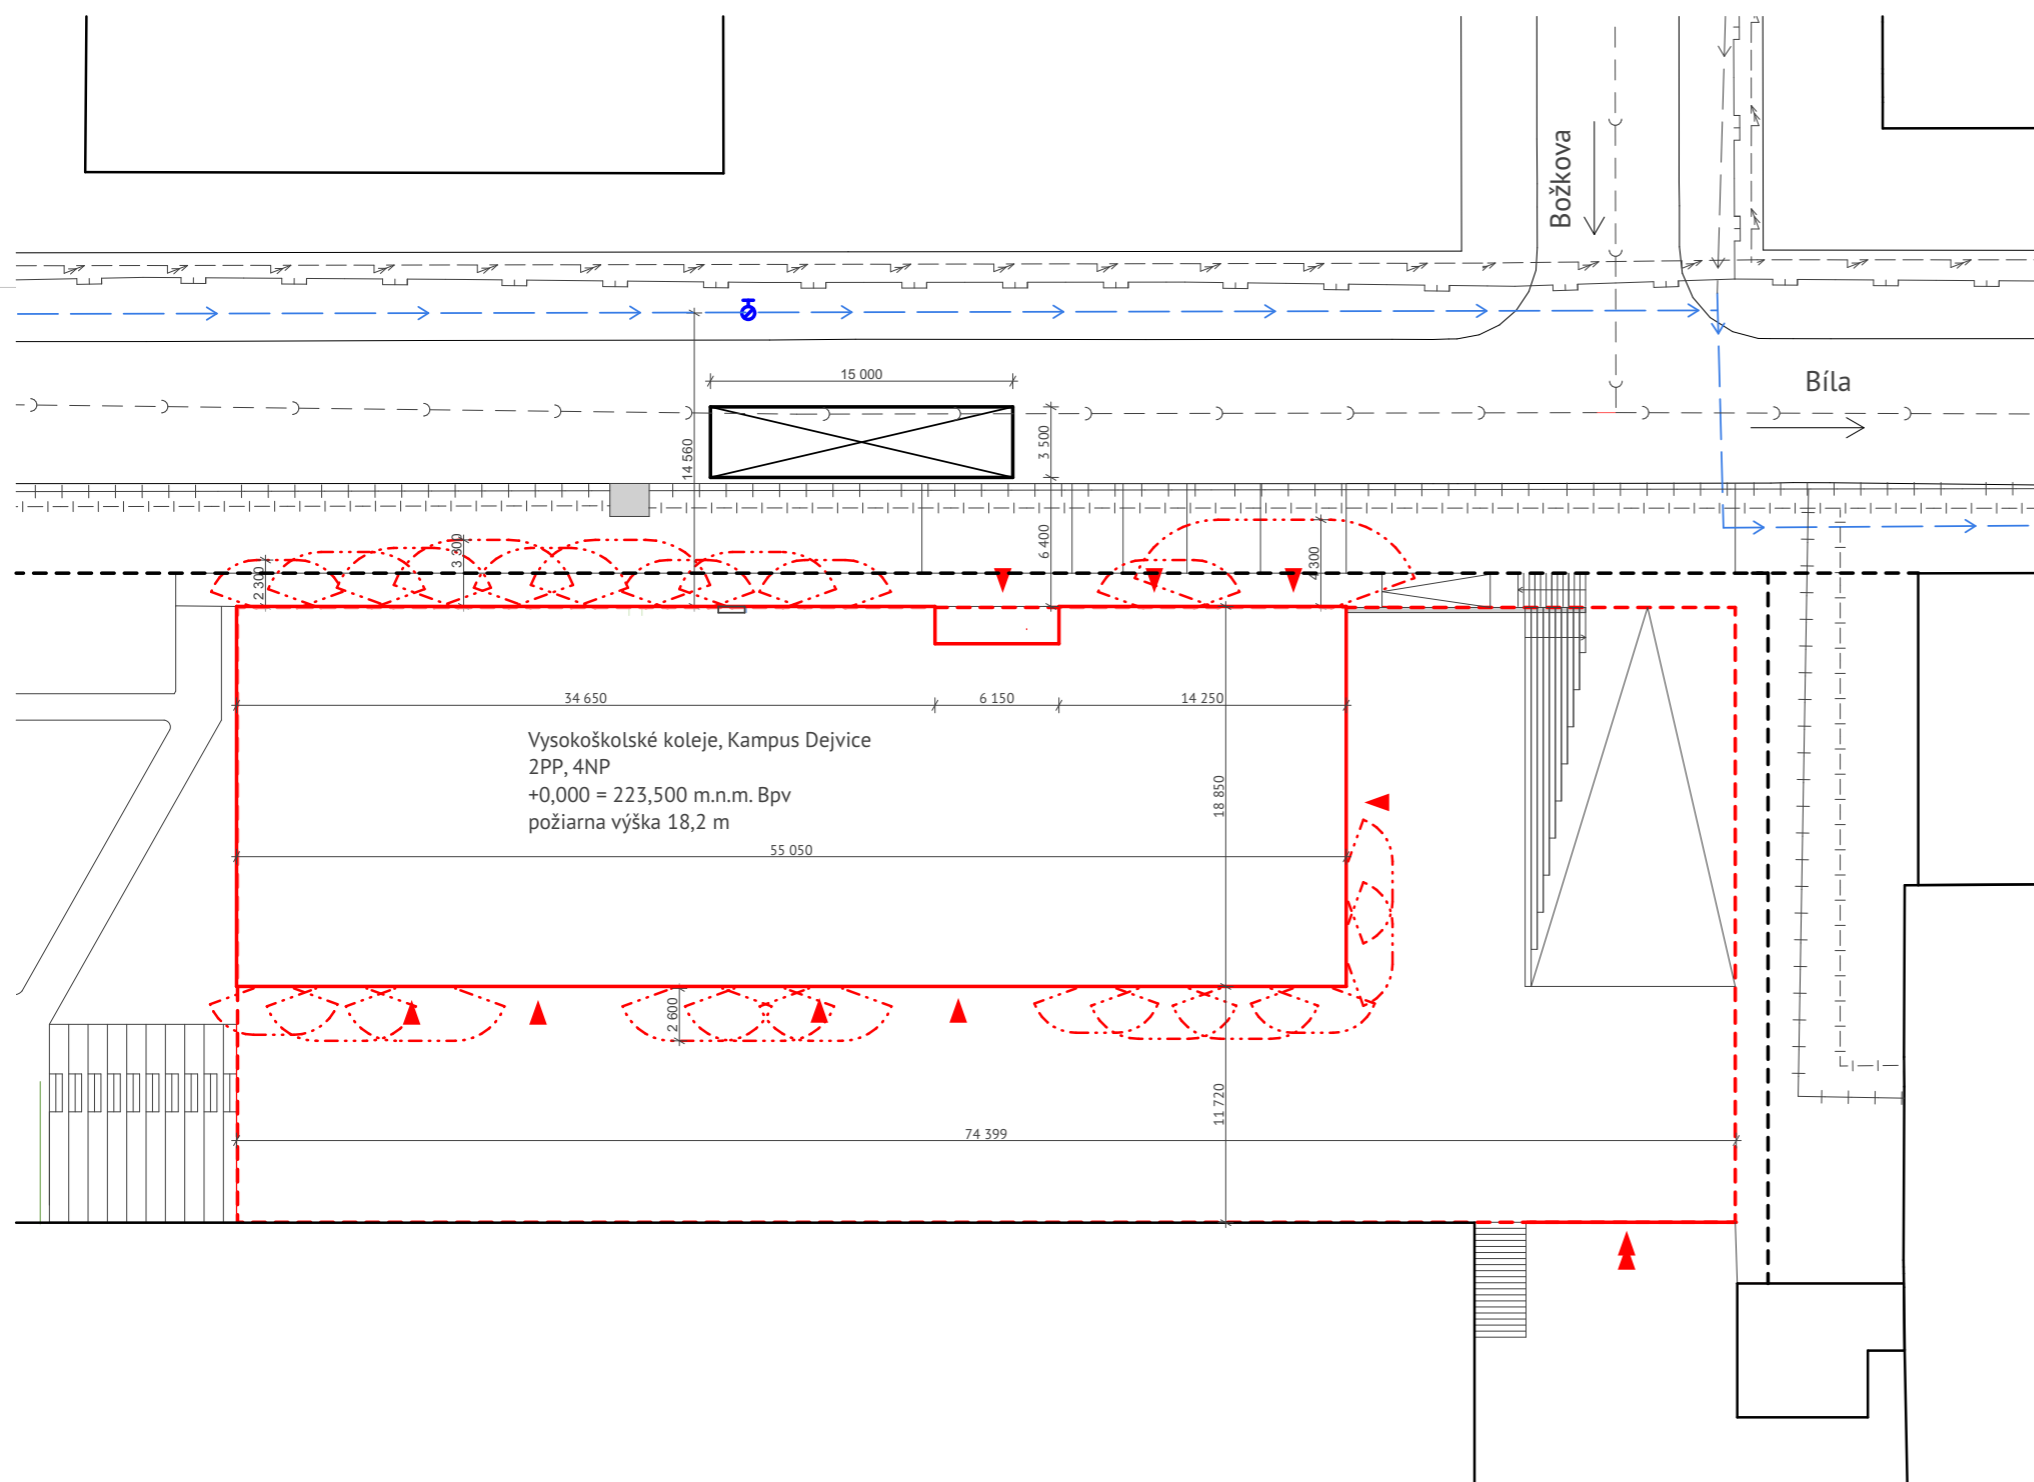 Božkova
Bíla
15 000
14 560
3 500
6 400
2 300
3 300
4 300
34 650
6 150
14 250
Vysokoškolské koleje, Kampus Dejvice
2PP, 4NP
+0,000 = 223,500 m.n.m. Bpv
požiarna výška 18,2 m
18 850
55 050
2 600
11 720
74 399